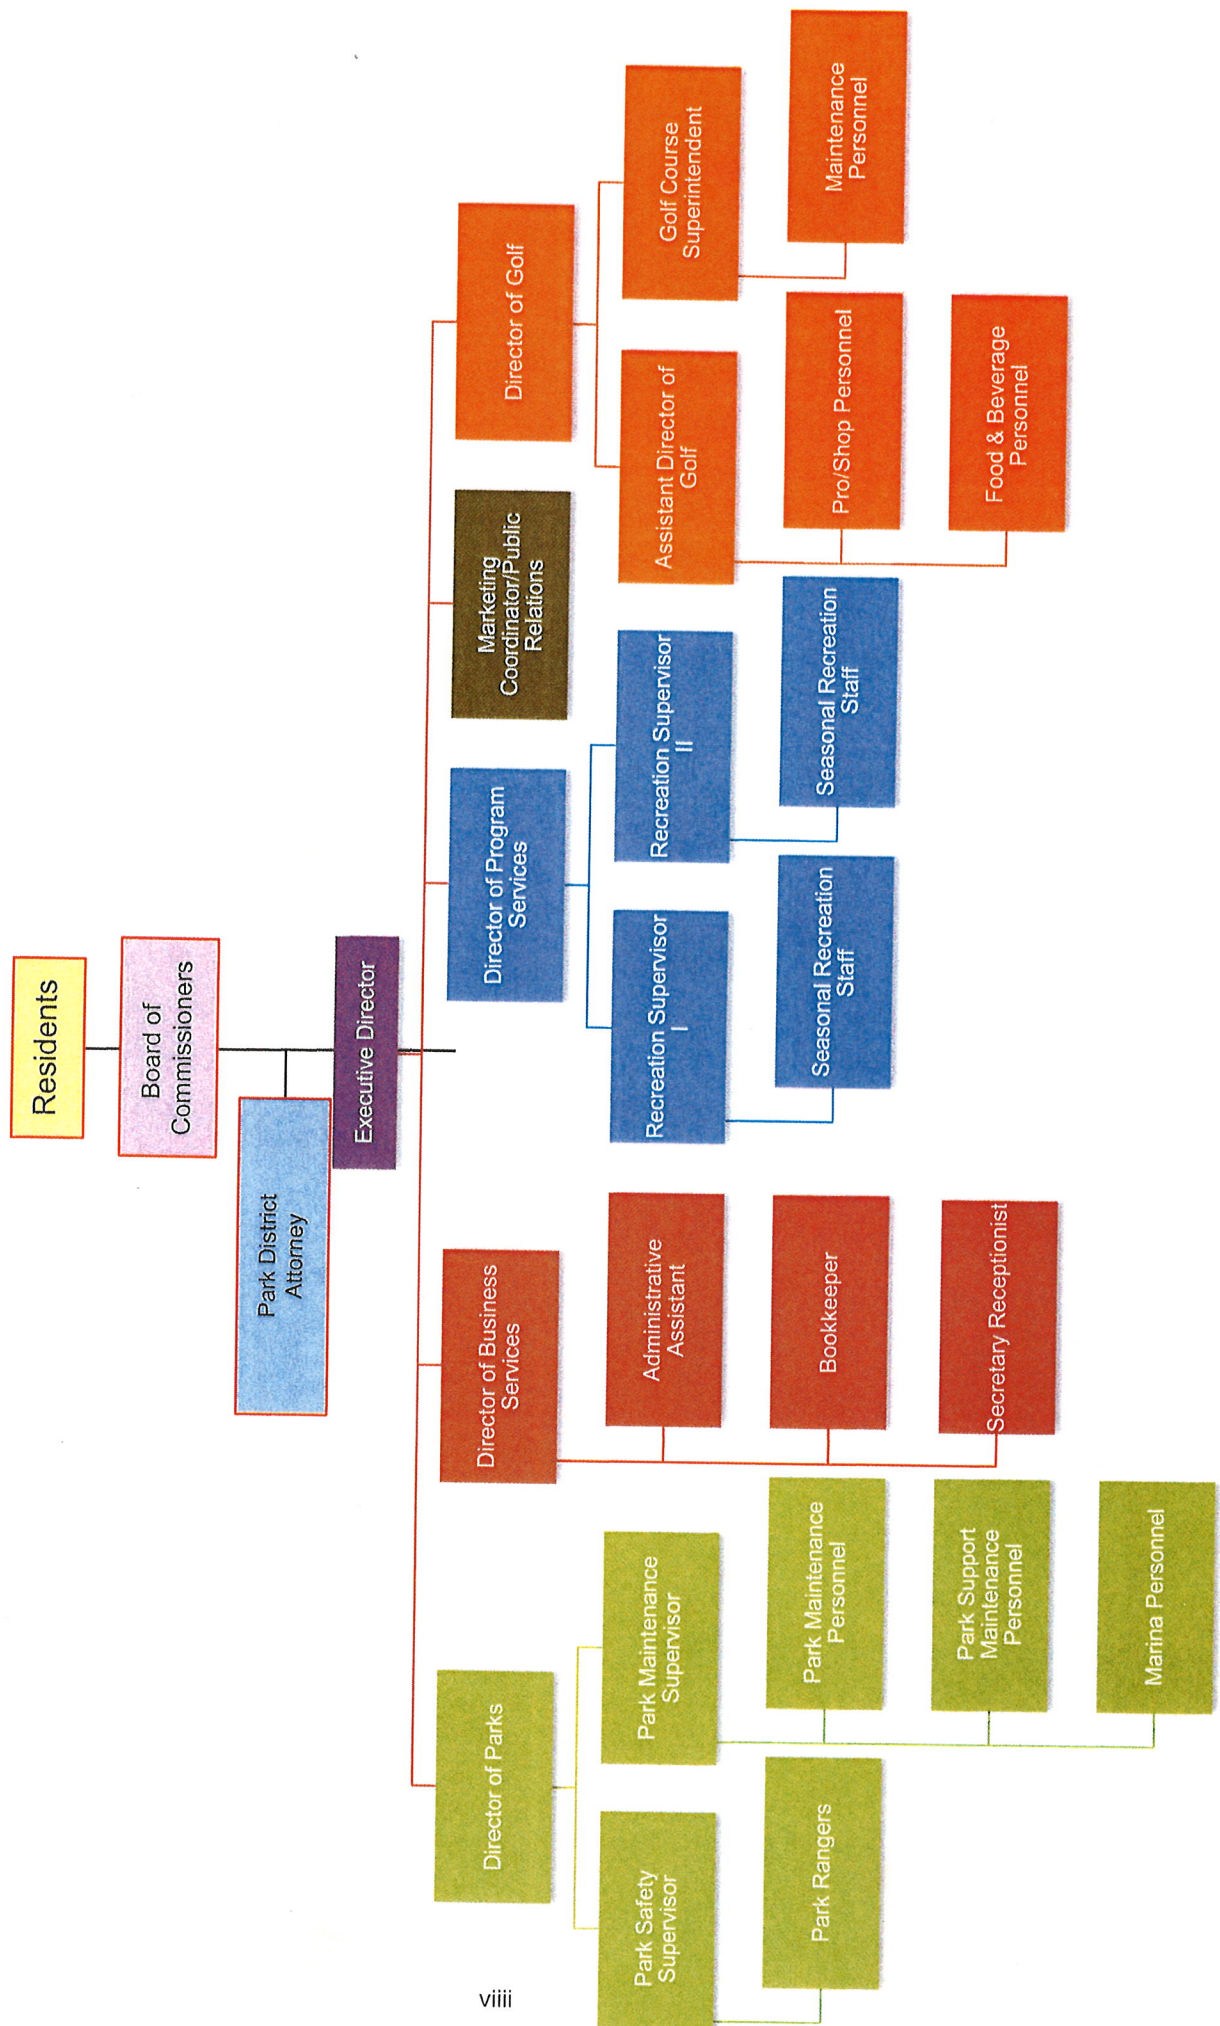 Residents
Board of
Commissioners
Park District
Attorney
Executive Director
Director of Parks
Director of Business
Services
Director of Program
Services
Marketing
Coordinator/Public
Relations
Director of Golf
Park Safety
Supervisor
Park Maintenance
Supervisor
Administrative
Assistant
Recreation Supervisor
I
Recreation Supervisor
II
Assistant Director of
Golf
Golf Course
Superintendent
Park Rangers
Park Maintenance
Personnel
Bookkeeper
Seasonal Recreation
Staff
Seasonal Recreation
Staff
Pro/Shop Personnel
Maintenance
Personnel
Park Support
Maintenance
Personnel
Secretary Receptionist
Food & Beverage
Personnel
Marina Personnel
viiii